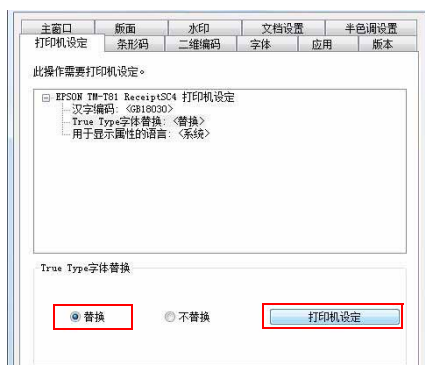 主窗口 版面 水印 文档设置 半色调设置
打印机设定 条形码 二维编码 字体 应用 版本
此操作需要打印机设定。
EPSON TM-T81 ReceiptSC4 打印机设定
汉字编码: <GB18030>
True Type字体替换: <替换>
用于显示属性的语言: <系统>
True Type字体替换
替换 不替换 打印机设定